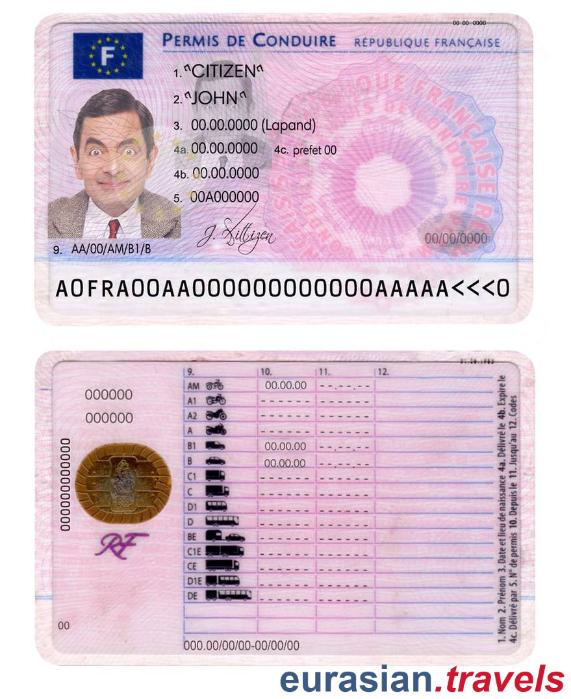 00 00 0000
F
PERMIS DE CONDUIRE RÉPUBLIQUE FRANÇAISE
1. "CITIZEN"
2. "JOHN"
3. 00.00.0000 (Lapand)
4a. 00.00.0000 4c. prefet 00
4b. 00.00.0000
5. 00A000000
00/00/0000
9. AA/00/AM/B1/B
AOFRA00AA0000000000000AAAAA<<<0
9. 10. 11. 12.
000000
000000
000000000000
RF
00
AM 00.00.00 --.--.--
A1
A2
A
B1 00.00.00 --.--.--
B 00.00.00 --.--.--
C1
C
D1
D
BE
C1E
CE
D1E
DE
000.00/00/00-00/00/00
1. Nom 2. Prénom 3. Date et lieu de naissance 4a. Délivré le 4b. Expire le
4c. Délivré par 5. N° de permis 10. Depuis le 11. Jusqu'au 12. Codes
eurasian.travels